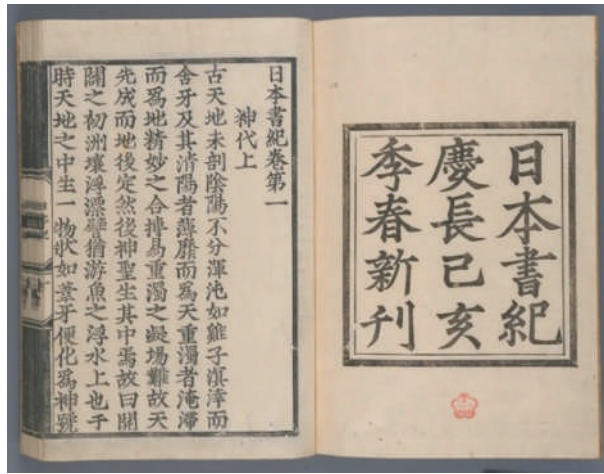 日本書紀
慶長己亥
季春新刊
日本書紀巻第一
神代上
古天地未剖陰陽不分渾沌如雞子溟涬而
含牙及其清陽者薄靡而爲天重濁者淹滯
而爲地精妙之合摶易重濁之凝場難故天
先成而地後定然後神聖生其中焉故曰開
闢之初洲壤浮漂譬猶游魚之浮水上也于
時天地之中生一物狀如葦牙便化爲神號